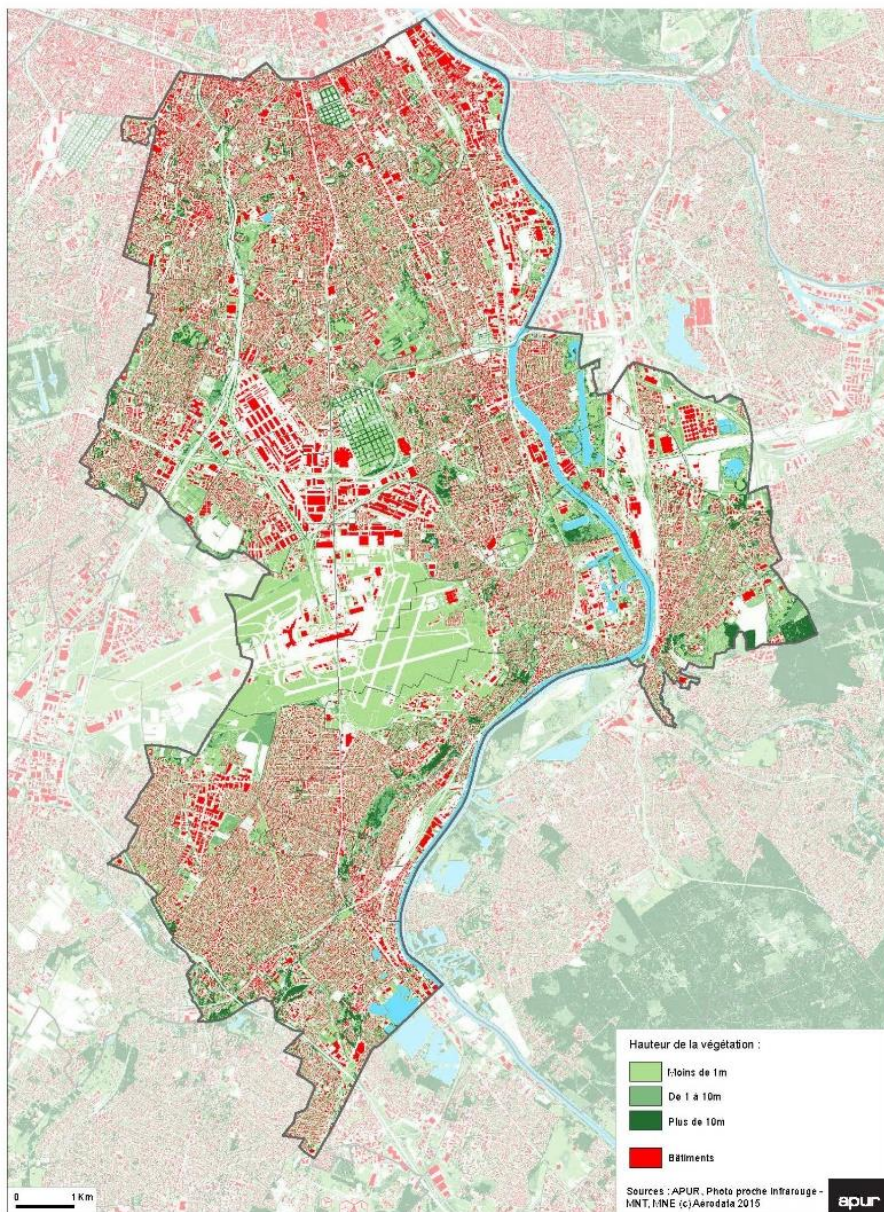 Hauteur de la végétation :
Moins de 1m
De 1 à 10m
Plus de 10m
Bâtiments
0 1 Km
Sources : APUR, Photo proche Infrarouge -
MNT, MNE (c) Aérodata 2015
apur